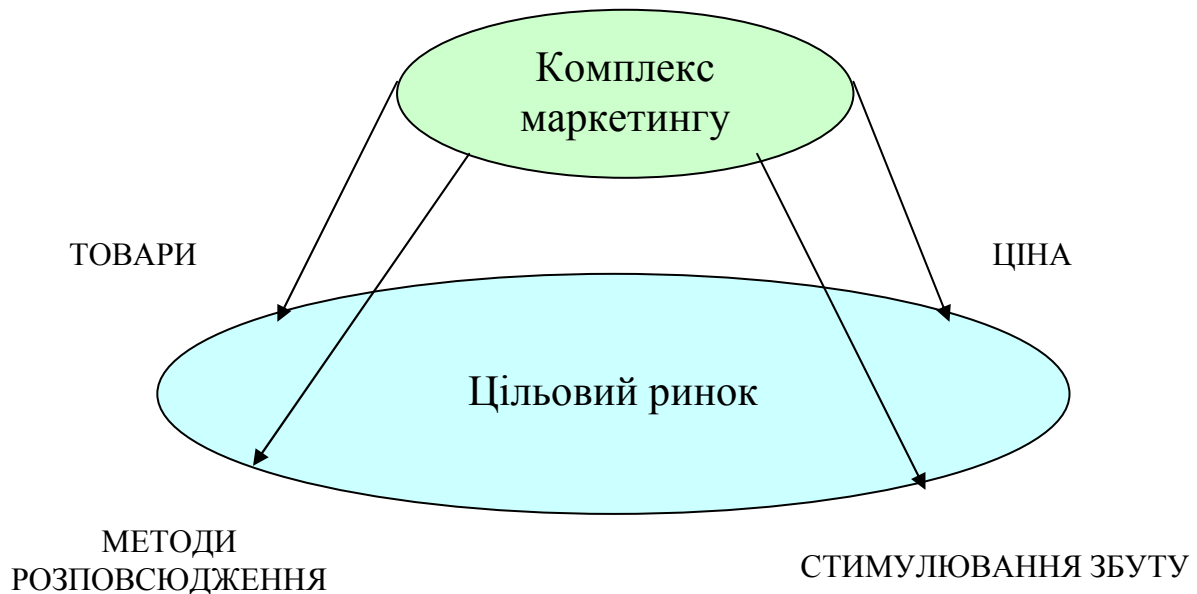 Комплекс
маркетингу
ТОВАРИ
ЦІНА
Цільовий ринок
МЕТОДИ
РОЗПОВСЮДЖЕННЯ
СТИМУЛЮВАННЯ ЗБУТУ